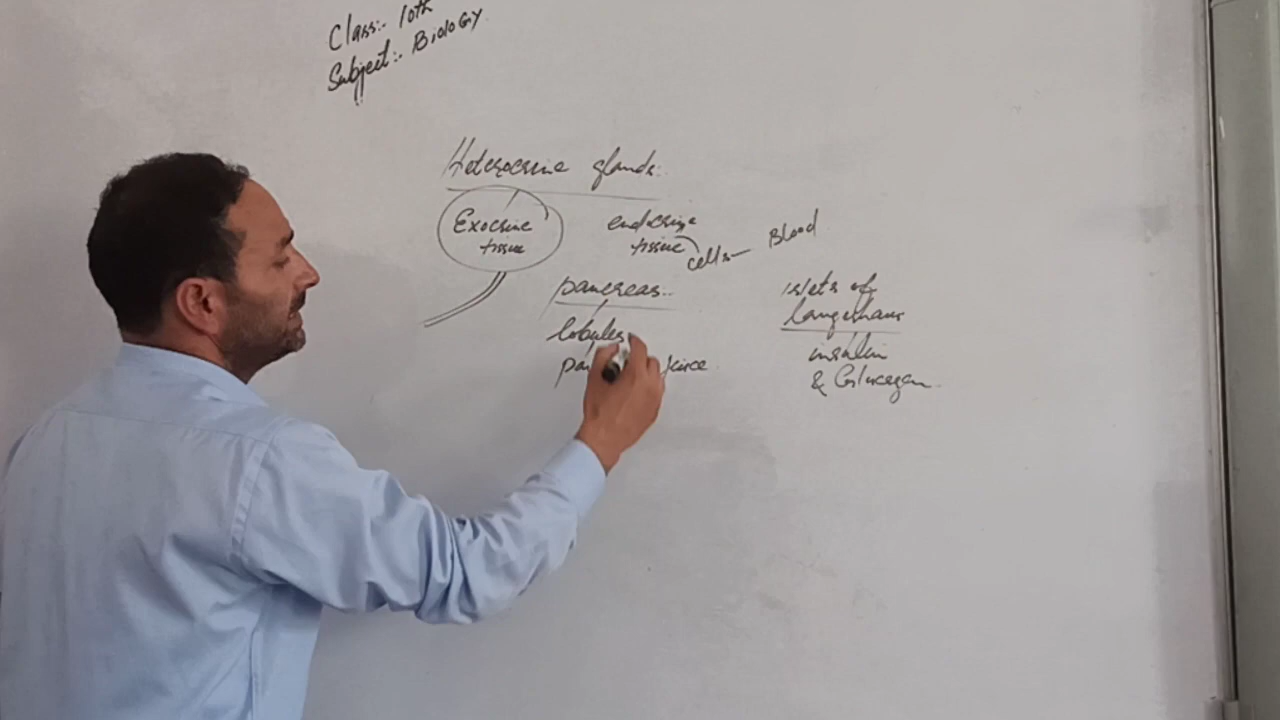 Class:- 10th
Subject:- Biology
Heterocrine glands:
Exocrine
tissue
endocrine
tissue
cells
Blood
pancreas..
lobules
juice
islets of
langerhans
insulin
& Glucagon